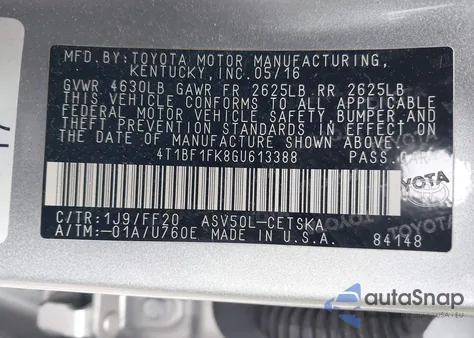 MFD.BY:TOYOTA MOTOR MANUFACTURING,
KENTUCKY,INC.05/16
GVWR 4630LB GAWR FR 2625LB RR 2625LB
THIS VEHICLE CONFORMS TO ALL APPLICABLE
FEDERAL MOTOR VEHICLE SAFETY,BUMPER,AND
THEFT PREVENTION STANDARDS IN EFFECT ON
THE DATE OF MANUFACTURE SHOWN ABOVE.
4T1BF1FK8GU613388 PASS.CAR
TOYOTA
C/TR:1J9/FF20 ASV50L-CETSKA
A/TM:-01A/U760E MADE IN U.S.A. 84148
autoSnap